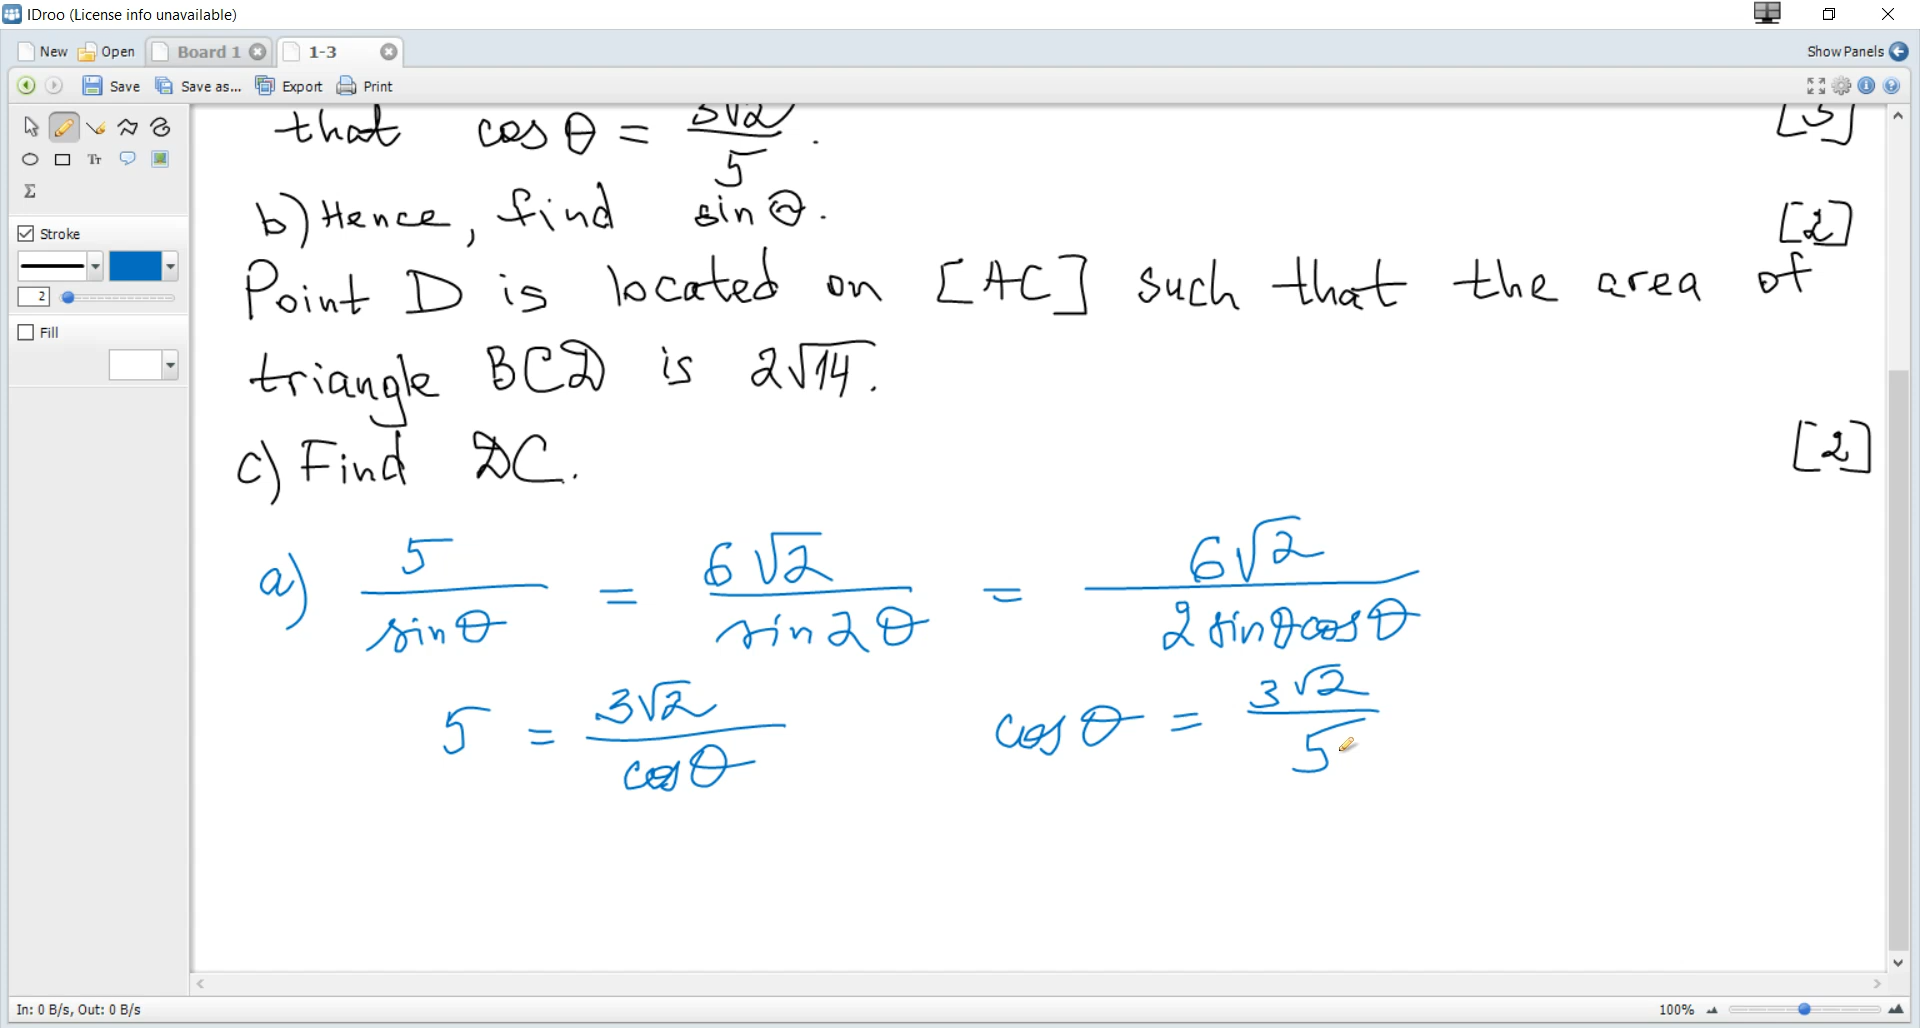 IDroo (License info unavailable)
New Open Board 1 1-3 Show Panels
Save Save as... Export Print
that cos θ = 3√2/5 . [3]
b) Hence, find sin θ. [2]
Point D is located on [AC] such that the area of
triangle BCD is 2√14.
c) Find DC. [2]
a) 5/sin θ = 6√2/sin 2θ = 6√2/2 sin θ cos θ
5 = 3√2/cos θ cos θ = 3√2/5
Tr
Σ
Stroke
2
Fill
In: 0 B/s, Out: 0 B/s 100%